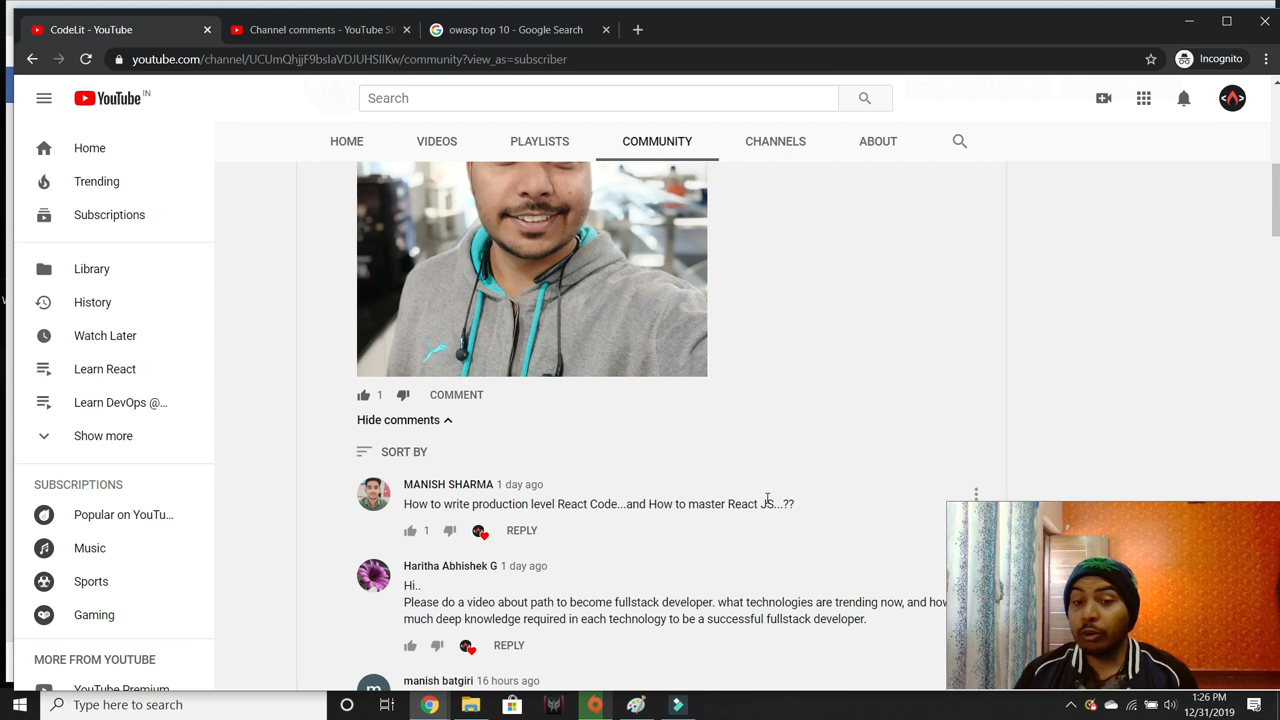 CodeLit - YouTube
Channel comments - YouTube St
owasp top 10 - Google Search
youtube.com/channel/UCUmQhjjF9bslaVDJUHSIIKw/community?view_as=subscriber
Incognito
YouTube IN
Search
HOME
VIDEOS
PLAYLISTS
COMMUNITY
CHANNELS
ABOUT
Home
Trending
Subscriptions
Library
History
Watch Later
Learn React
Learn DevOps @...
Show more
SUBSCRIPTIONS
Popular on YouTu...
Music
Sports
Gaming
MORE FROM YOUTUBE
YouTube Premium
1
COMMENT
Hide comments
SORT BY
MANISH SHARMA 1 day ago
How to write production level React Code...and How to master React JS...??
1
REPLY
Haritha Abhishek G 1 day ago
Hi..
Please do a video about path to become fullstack developer. what technologies are trending now, and how
much deep knowledge required in each technology to be a successful fullstack developer.
REPLY
m
manish batgiri 16 hours ago
Type here to search
1:26 PM
12/31/2019